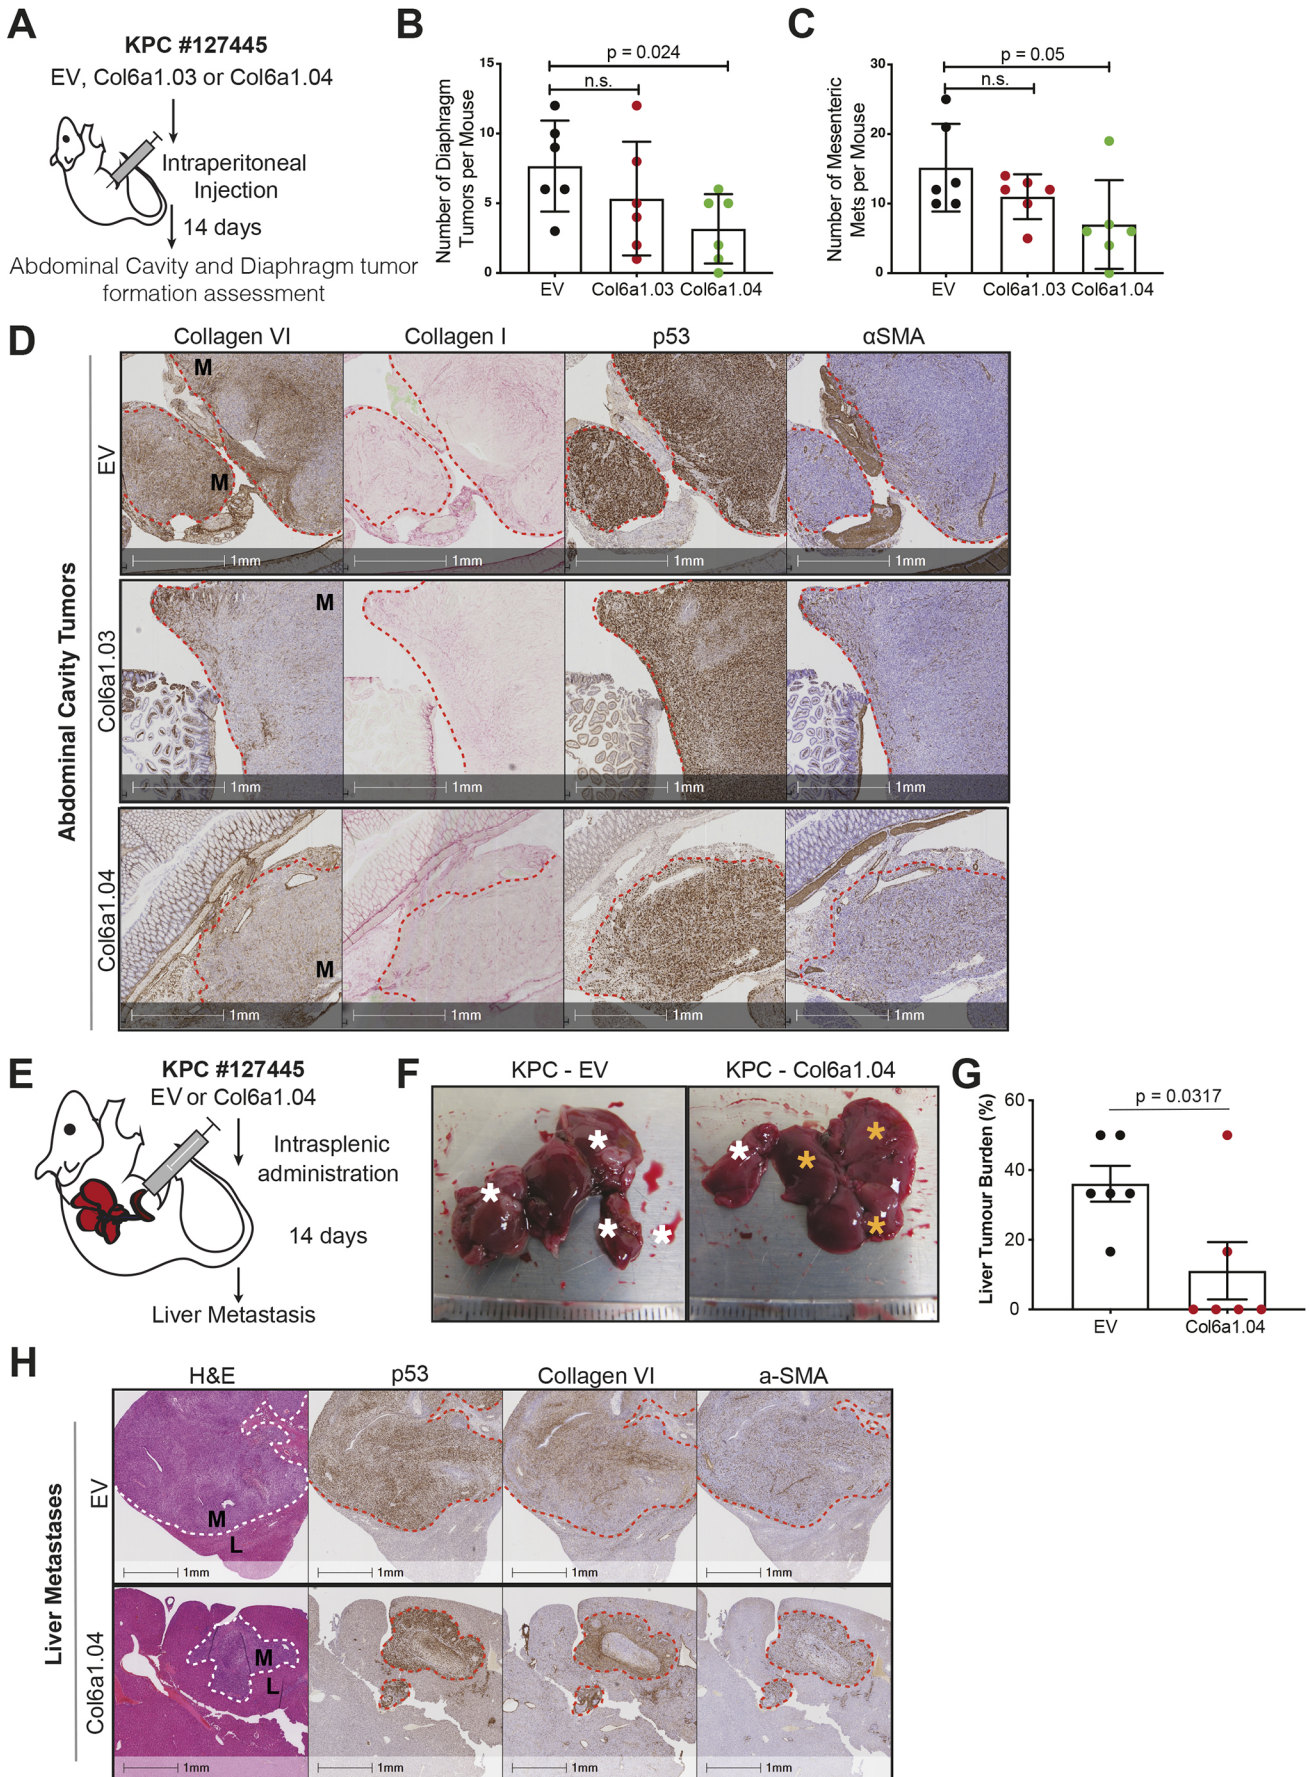 A
KPC #127445
EV, Col6a1.03 or Col6a1.04
Intraperitoneal
Injection
14 days
Abdominal Cavity and Diaphragm tumor
formation assessment
B
p = 0.024
n.s.
Number of Diaphragm
Tumors per Mouse
15
10
5
0
EV
Col6a1.03
Col6a1.04
C
p = 0.05
n.s.
Number of Mesenteric
Mets per Mouse
30
20
10
0
EV
Col6a1.03
Col6a1.04
D
Collagen VI
Collagen I
p53
αSMA
Abdominal Cavity Tumors
EV
M
M
1mm
1mm
1mm
1mm
Col6a1.03
M
1mm
1mm
1mm
1mm
Col6a1.04
M
1mm
1mm
1mm
1mm
E
KPC #127445
EV or Col6a1.04
Intrasplenic
administration
14 days
Liver Metastasis
F
KPC - EV
KPC - Col6a1.04
* * * *
* * * *
G
p = 0.0317
Liver Tumour Burden (%)
60
40
20
0
EV
Col6a1.04
H
H&E
p53
Collagen VI
a-SMA
Liver Metastases
EV
M
L
1mm
1mm
1mm
1mm
Col6a1.04
M
L
1mm
1mm
1mm
1mm